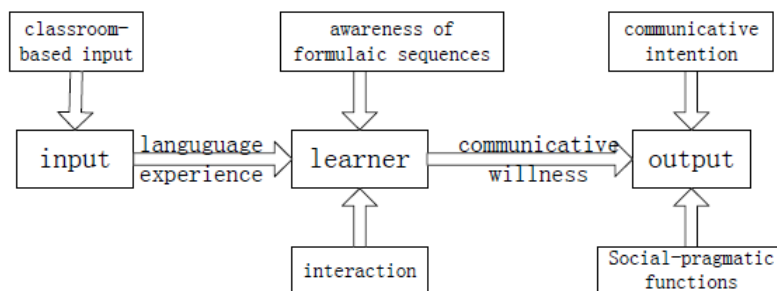 classroom-
based input
awareness of
formulaic sequences
communicative
intention
input
languguage
experience
learner
communicative
willness
output
interaction
Social-pragmatic
functions